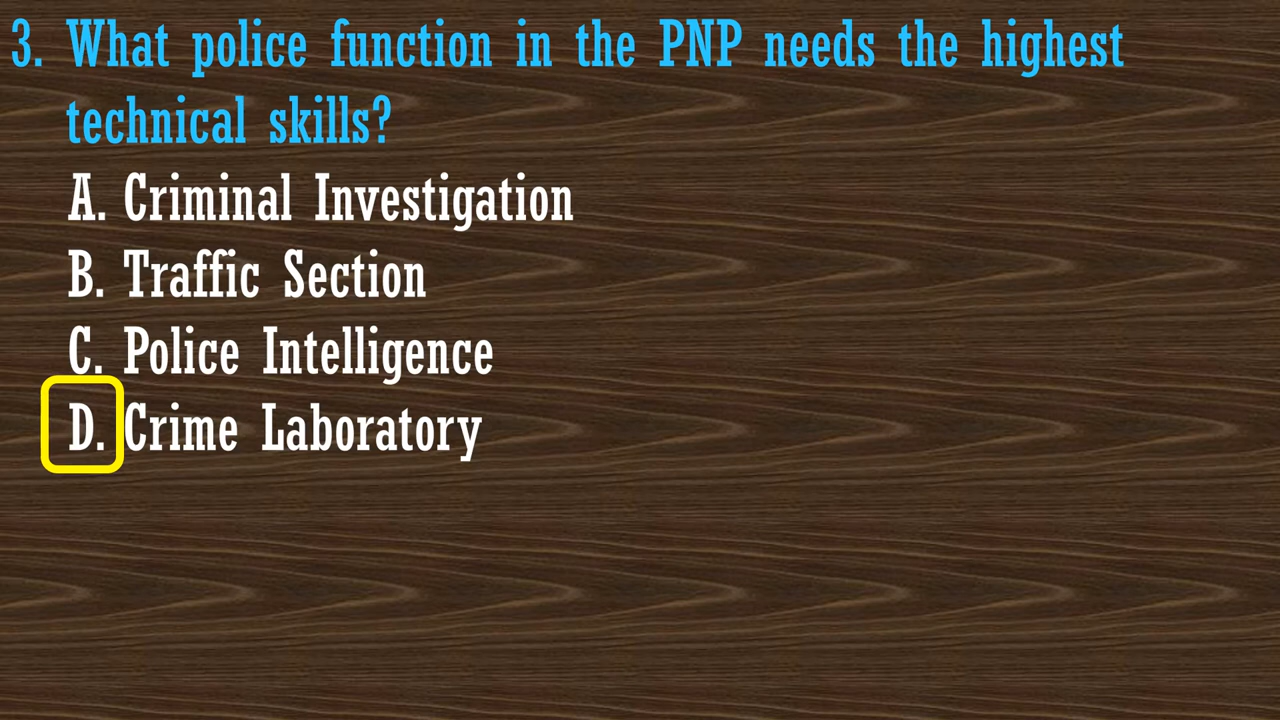 3. What police function in the PNP needs the highest
technical skills?
A. Criminal Investigation
B. Traffic Section
C. Police Intelligence
D. Crime Laboratory